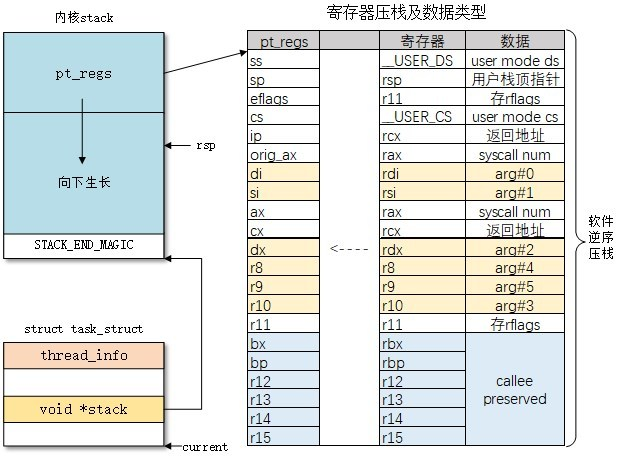 寄存器压栈及数据类型
内核stack
pt_regs
向下生长
rsp
STACK_END_MAGIC
struct task_struct
thread_info
void *stack
current
pt_regs 寄存器 数据
ss __USER_DS user mode ds
sp rsp 用户栈顶指针
eflags r11 存rflags
cs __USER_CS user mode cs
ip rcx 返回地址
orig_ax rax syscall num
di rdi arg#0
si rsi arg#1
ax rax syscall num
cx rcx 返回地址
dx <---- rdx arg#2
r8 r8 arg#4
r9 r9 arg#5
r10 r10 arg#3
r11 r11 存rflags
bx rbx
bp rbp
r12 r12 callee
r13 r13 preserved
r14 r14
r15 r15
软件
逆序
压栈